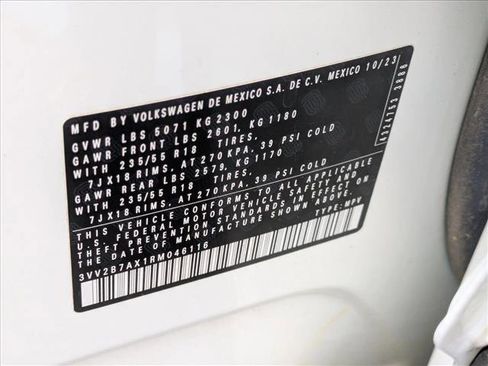 MFD BY VOLKSWAGEN DE MEXICO S.A. DE C.V. MEXICO 10/23
GVWR LBS 5071 KG 2300
GAWR FRONT LBS 2601, KG 1180
WITH 235/55 R18 TIRES,
7JX18 RIMS, AT 270 KPA, 39 PSI COLD
GAWR REAR LBS 2579, KG 1170
WITH 235/55 R18 TIRES,
7JX18 RIMS, AT 270 KPA, 39 PSI COLD
THIS VEHICLE CONFORMS TO ALL APPLICABLE
U.S. FEDERAL MOTOR VEHICLE SAFETY AND
THEFT PREVENTION STANDARDS IN EFFECT ON
THE DATE OF MANUFACTURE SHOWN ABOVE.
3VV2B7AX1RM046116 TYPE: MPV